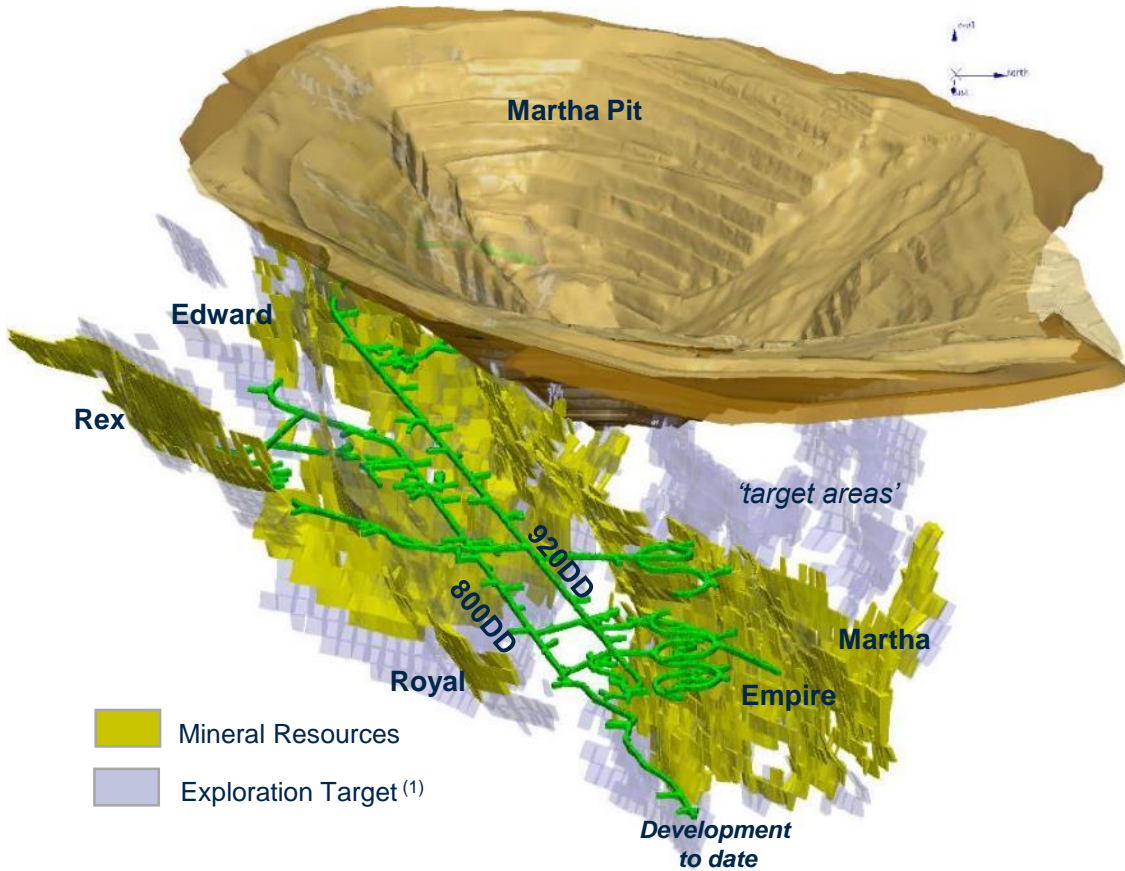 Martha Pit
North
Edward
Rex
'target areas'
920DD
800DD
Martha
Royal
Empire
Mineral Resources
Exploration Target (1)
Development
to date